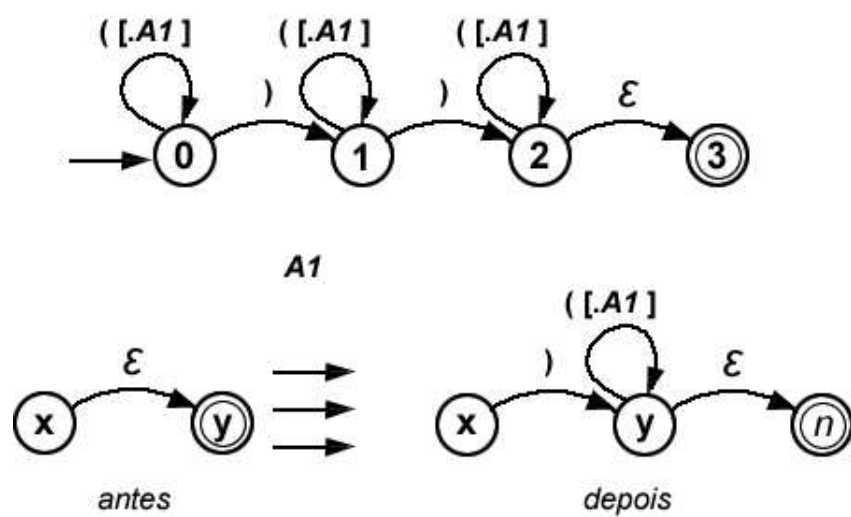 ( [.A1 ] ( [.A1 ] ( [.A1 ]
) ) ε
0 1 2 3
A1
( [.A1 ]
ε ) ε
x y x y n
antes depois